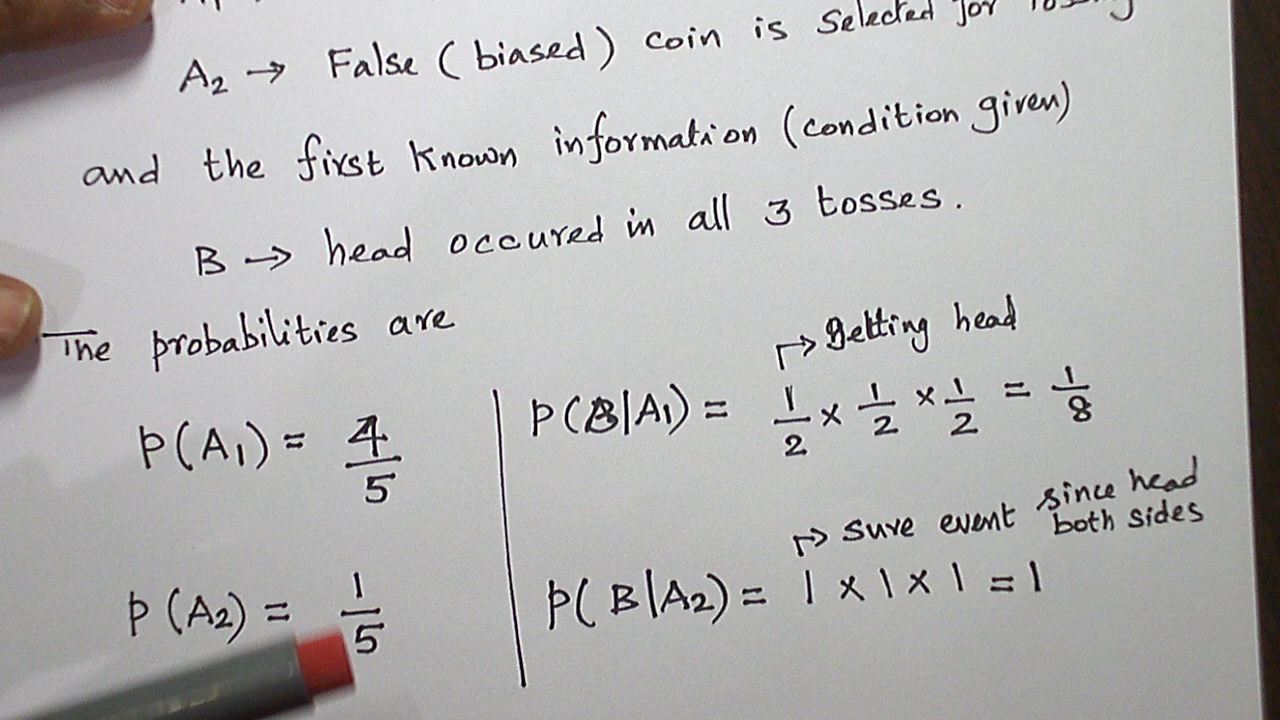 A₂ → False (biased) coin is selected for
and the first known information (condition given)
B → head occured in all 3 tosses.
The probabilities are
P(A₁) = 4/5
P(A₂) = 1/5
↱ getting head
P(B|A₁) = 1/2 × 1/2 × 1/2 = 1/8
↱ Sure event since head both sides
P(B|A₂) = 1 × 1 × 1 = 1